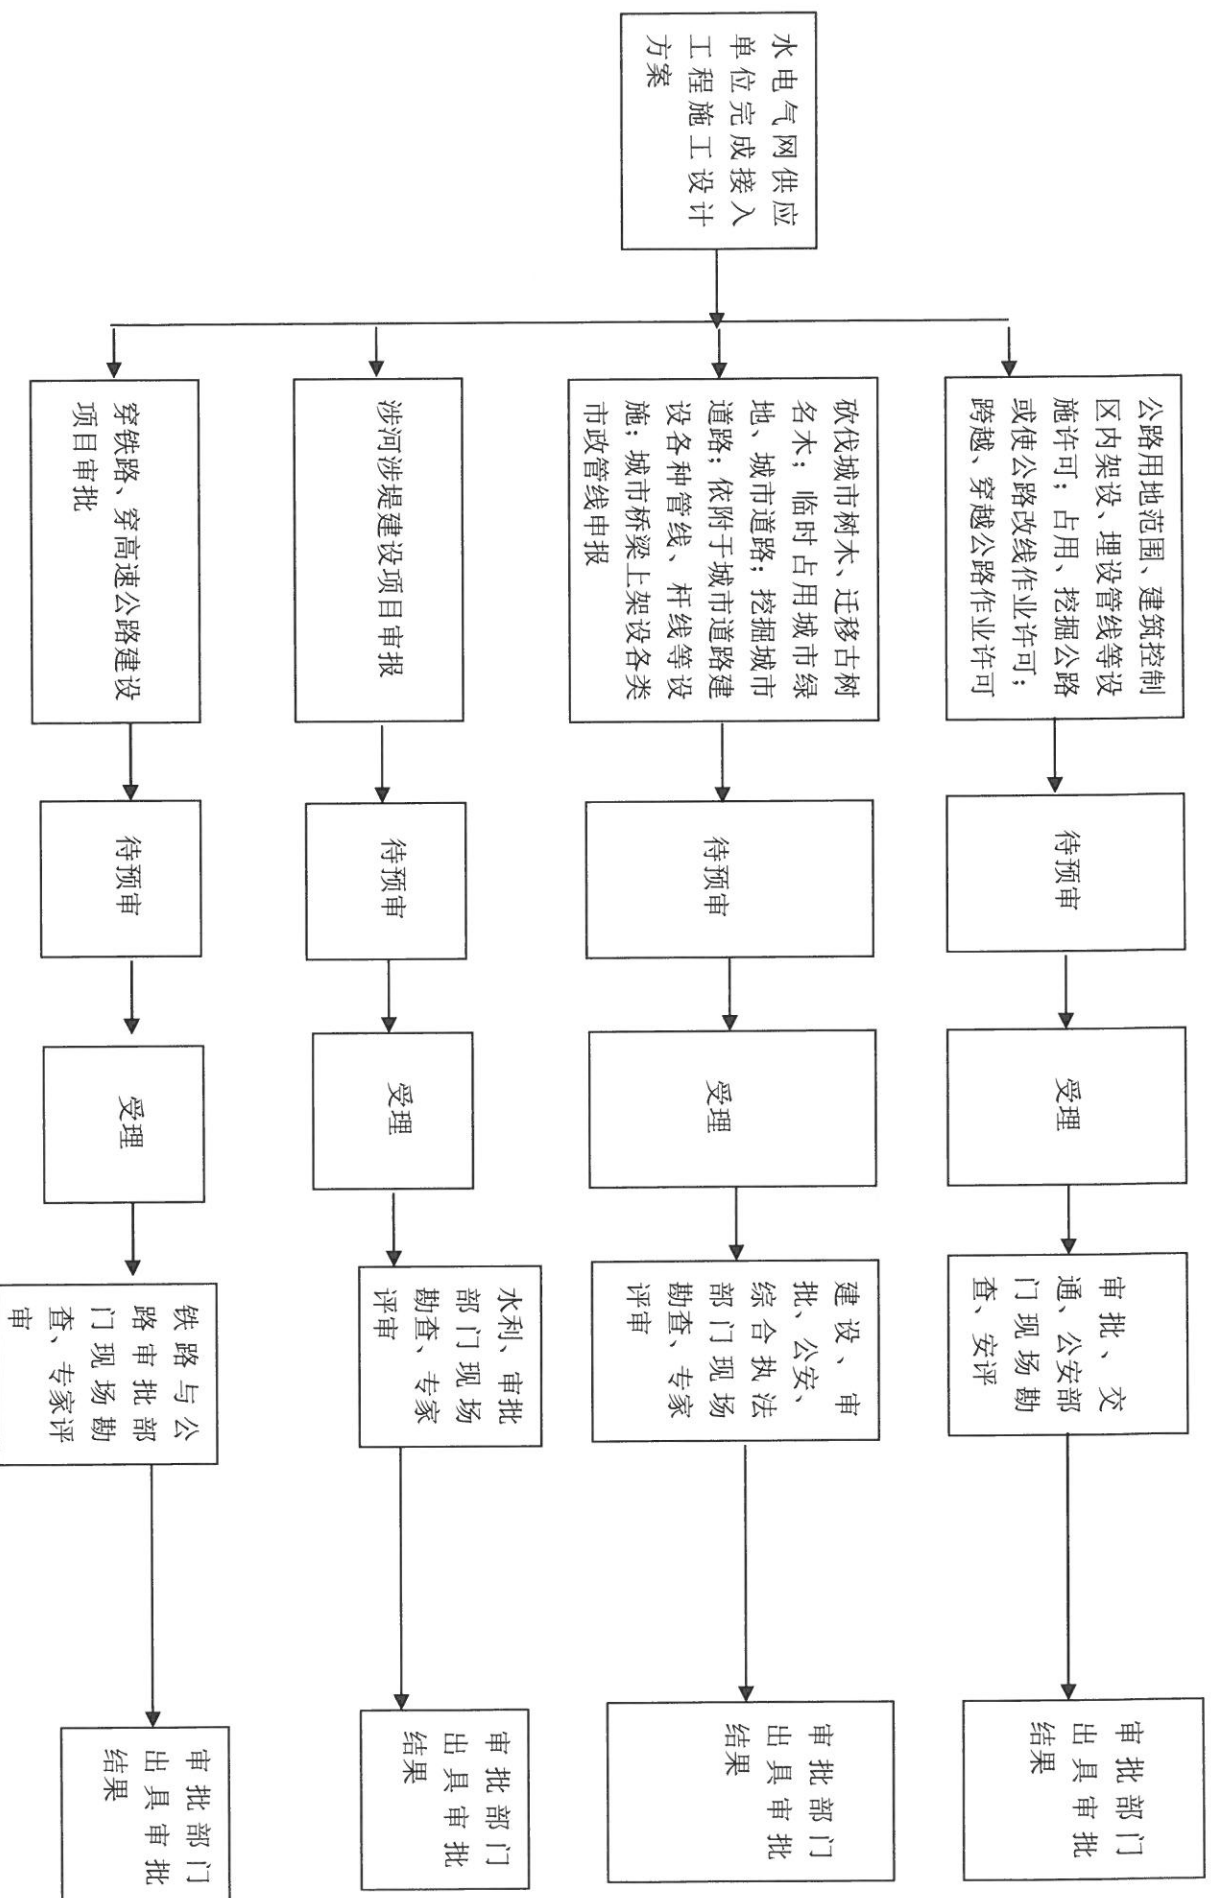 水电气网供应
单位完成接入
工程施工设计
方案
公路用地范围、建筑控制
区内架设、埋设管线等设
施许可；占用、挖掘公路
或使公路改线作业许可；
跨越、穿越公路作业许可
待预审
受理
审批、交
通、公安部
门现场勘
查、安评
审批部门
出具审批
结果
砍伐城市树木、迁移古树
名木；临时占用城市绿
地、城市道路；挖掘城市
道路；依附于城市道路建
设各种管线、杆线等设
施；城市桥梁上架设各类
市政管线申报
待预审
受理
建设、审
批、公安、
综合执法
部门现场
勘查、专家
评审
审批部门
出具审批
结果
涉河涉堤建设项目审报
待预审
受理
水利、审批
部门现场
勘查、专家
评审
审批部门
出具审批
结果
穿铁路、穿高速公路建设
项目审批
待预审
受理
铁路与公
路审批部
门现场勘
查、专家评
审
审批部门
出具审批
结果